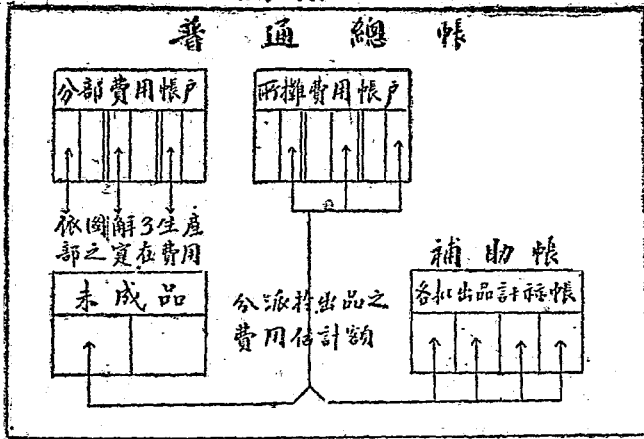 普通總帳
分部費用帳戶
所攤費用帳戶
依圖解3生產
部之實在費用
補助帳
未成品
分派於出品之
費用估計額
各批出品計秝帳